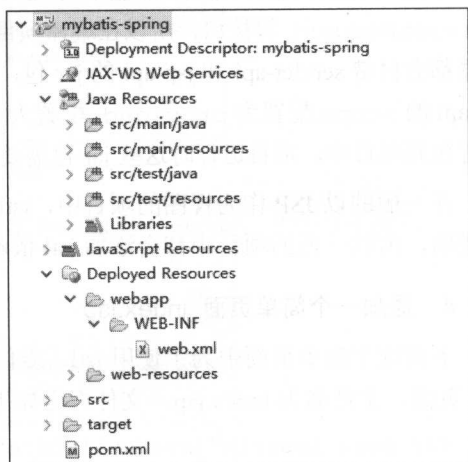 mybatis-spring
Deployment Descriptor: mybatis-spring
JAX-WS Web Services
Java Resources
src/main/java
src/main/resources
src/test/java
src/test/resources
Libraries
JavaScript Resources
Deployed Resources
webapp
WEB-INF
web.xml
web-resources
src
target
pom.xml